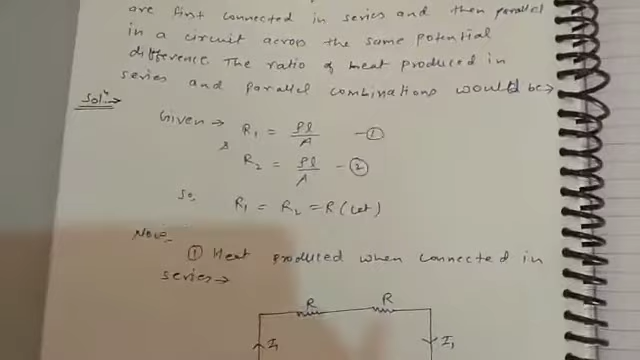 are first connected in series and then parallel
in a circuit across the same potential
difference. The ratio of heat produced in
series and parallel combinations would be→
Solⁿ→
Given → R₁ = ρl/A —①
& R₂ = ρl/A —②
So, R₁ = R₂ = R (let)
Now,
① Heat produced when connected in
series→
R R
I₁ I₁